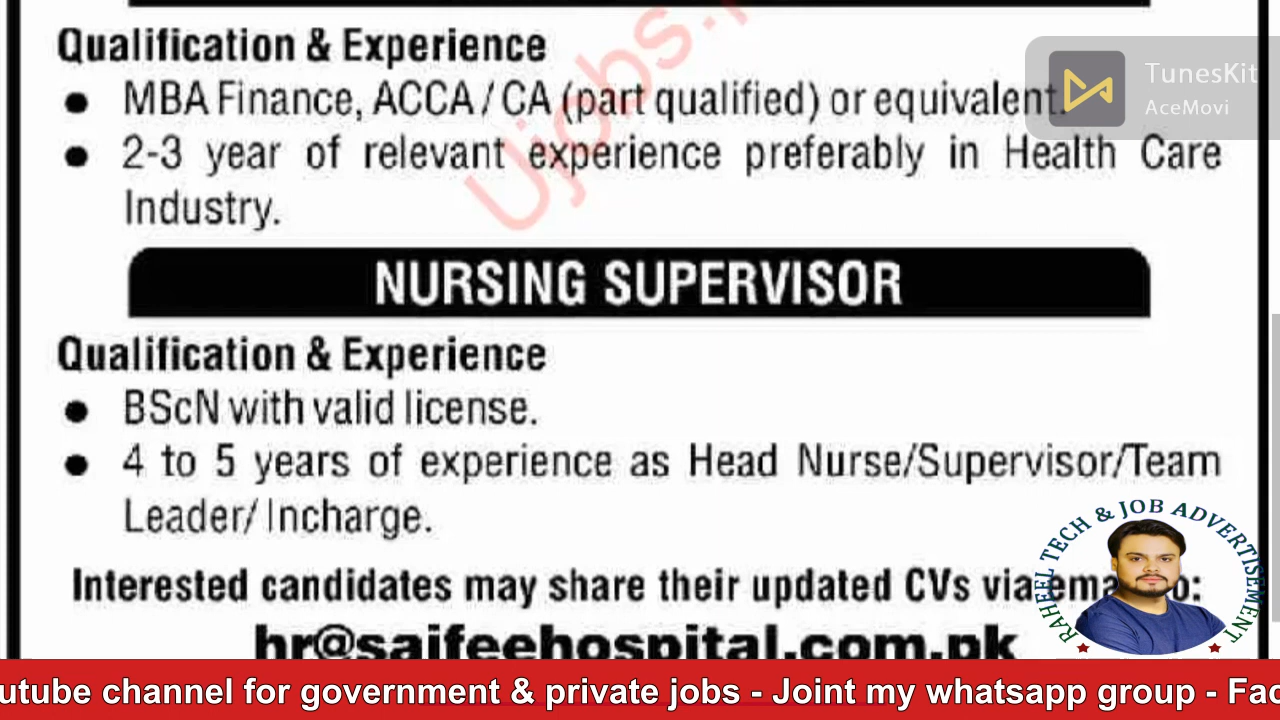 Qualification & Experience
● MBA Finance, ACCA / CA (part qualified) or equivalent.
● 2-3 year of relevant experience preferably in Health Care
Industry.
Ujobs.
TunesKit
AceMovi
NURSING SUPERVISOR
Qualification & Experience
● BScN with valid license.
● 4 to 5 years of experience as Head Nurse/Supervisor/Team
Leader/ Incharge.
Interested candidates may share their updated CVs via
hr@saifeehospital.com.pk
RAHEEL TECH & JOB ADVERTISEMENT
utube channel for government & private jobs - Joint my whatsapp group - Fac